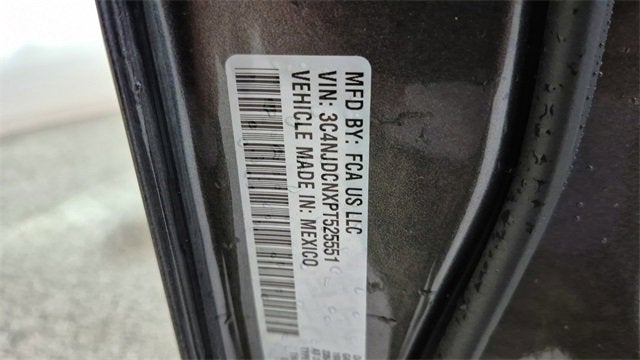 MFD BY: FCA US LLC
VIN: 3C4NJDCNXPT525551
VEHICLE MADE IN: MEXICO